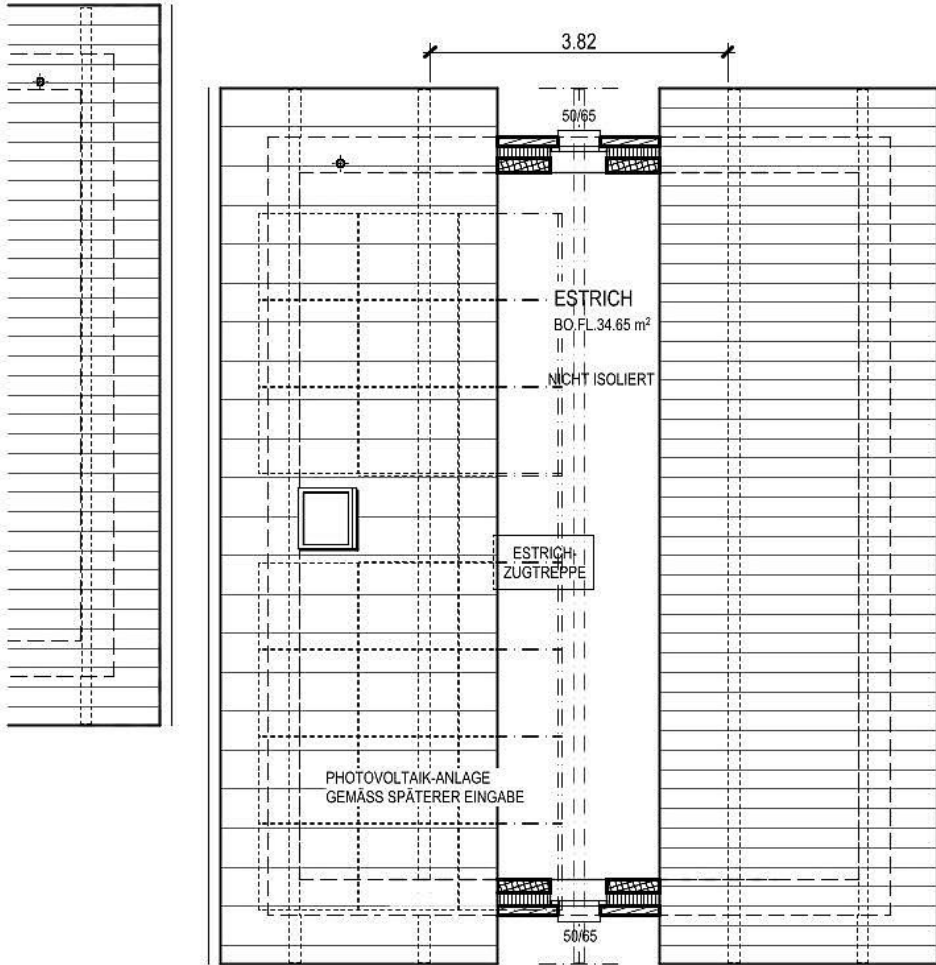 3.82
50/65
ESTRICH
BO.FL.34.65 m²
NICHT ISOLIERT
ESTRICH-
ZUGTREPPE
PHOTOVOLTAIK-ANLAGE
GEMÄSS SPÄTERER EINGABE
50/65